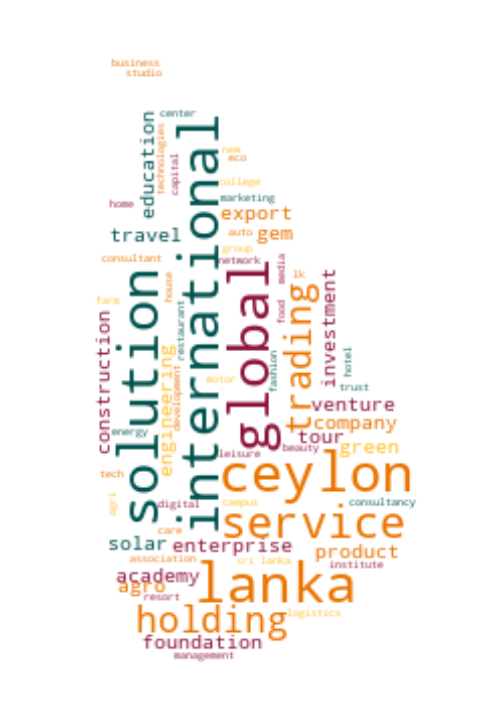 business
studio
center
education
technologies
international
capital
new
eco
college
home
marketing
export
travel
auto
gem
group
consultant
network
media
solution
global
house
lk
trading
investment
farm
restaurant
food
construction
engineering
development
fashion
hotel
motor
trust
venture
company
energy
tour
green
beauty
leisure
ceylon
tech
agri
digital
campus
consultancy
service
care
solar
enterprise
product
association
sri lanka
institute
academy
agro
lanka
resort
holding
logistics
foundation
management